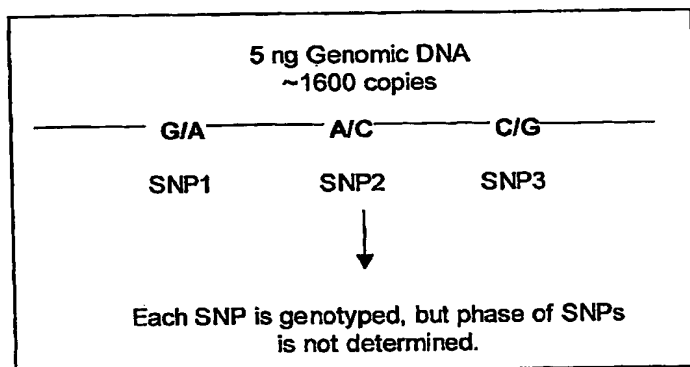 5 ng Genomic DNA
~1600 copies
G/A A/C C/G
SNP1 SNP2 SNP3
Each SNP is genotyped, but phase of SNPs
is not determined.